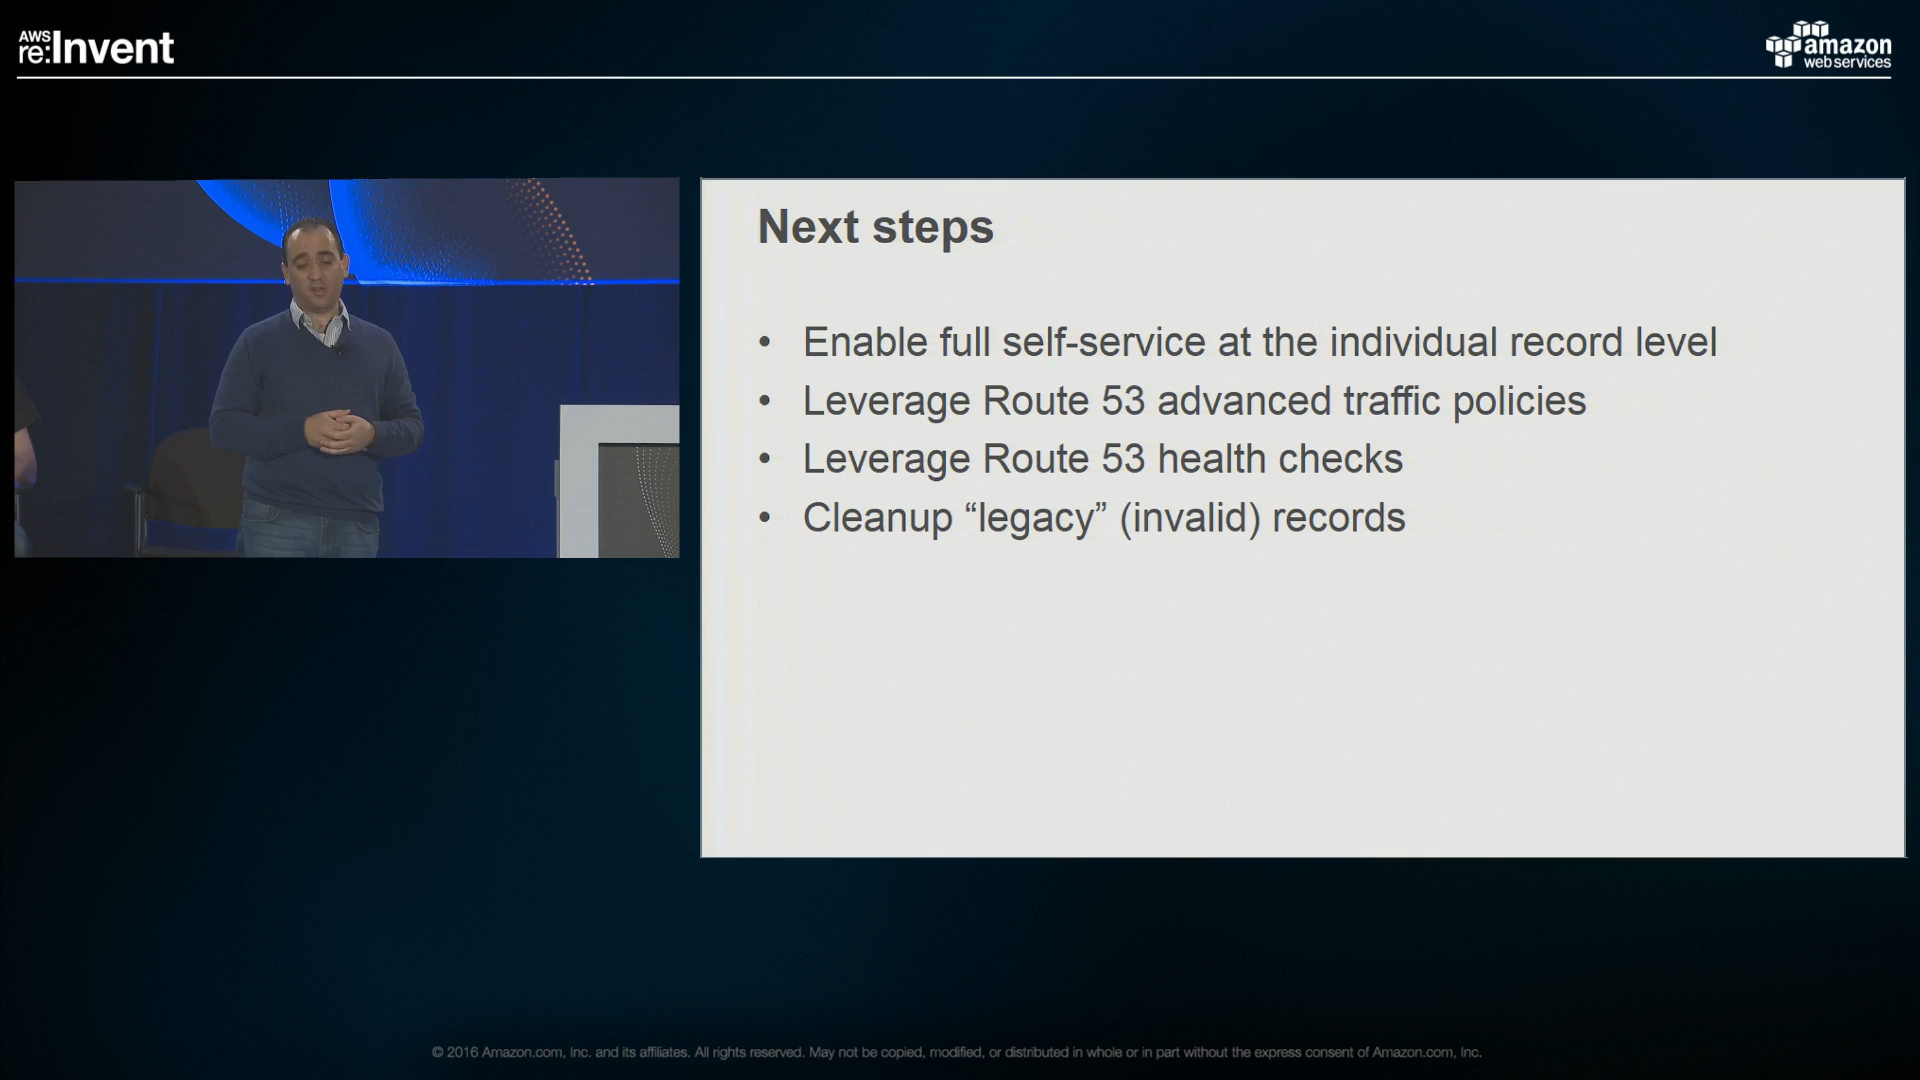 AWS
re:Invent
amazon
web services
Next steps
• Enable full self-service at the individual record level
• Leverage Route 53 advanced traffic policies
• Leverage Route 53 health checks
• Cleanup “legacy” (invalid) records
© 2016 Amazon.com, Inc. and its affiliates. All rights reserved. May not be copied, modified, or distributed in whole or in part without the express consent of Amazon.com, Inc.